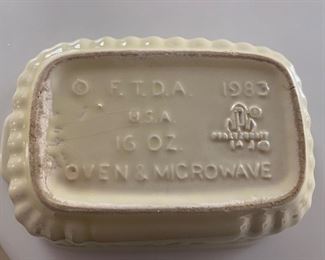 © F.T.D.A. 1983
U.S.A.
16 OZ.
OVEN & MICROWAVE